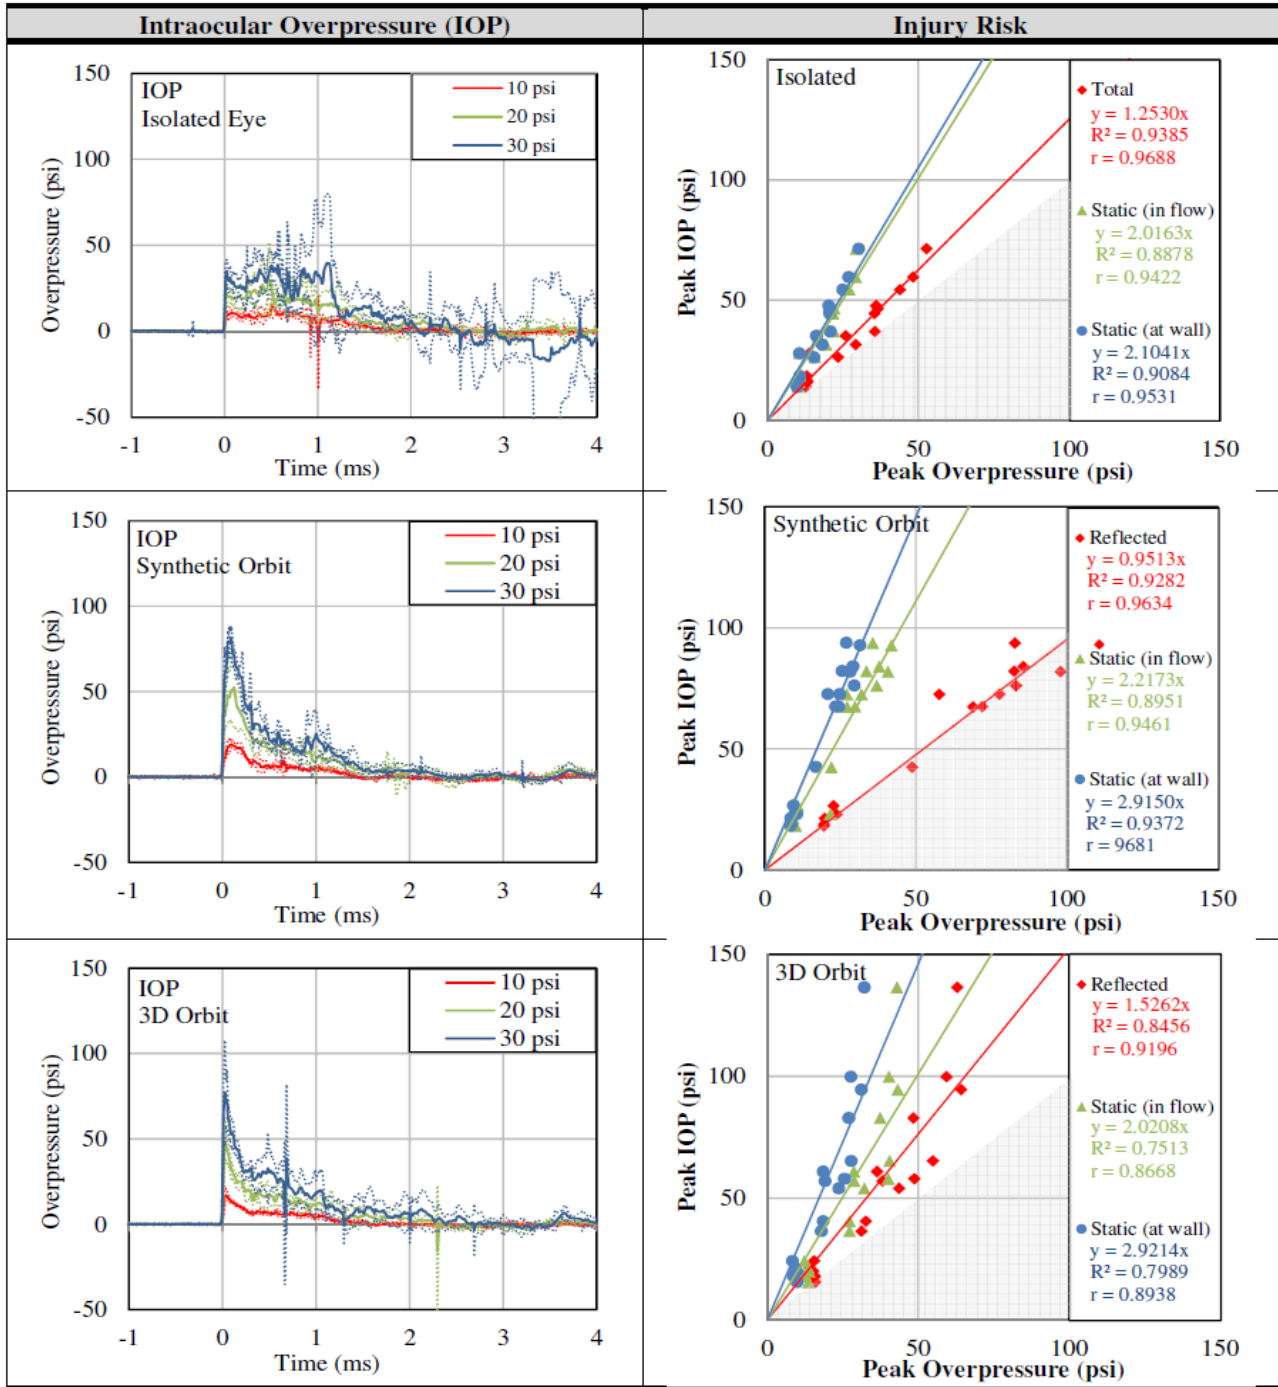 Intraocular Overpressure (IOP)
Injury Risk
150
100
50
0
-50
Overpressure (psi)
IOP
Isolated Eye
10 psi
20 psi
30 psi
-1 0 1 2 3 4
Time (ms)
150
100
50
0
Peak IOP (psi)
Isolated
Total
y = 1.2530x
R² = 0.9385
r = 0.9688
Static (in flow)
y = 2.0163x
R² = 0.8878
r = 0.9422
Static (at wall)
y = 2.1041x
R² = 0.9084
r = 0.9531
0 50 100 150
Peak Overpressure (psi)
150
100
50
0
-50
Overpressure (psi)
IOP
Synthetic Orbit
10 psi
20 psi
30 psi
-1 0 1 2 3 4
Time (ms)
150
100
50
0
Peak IOP (psi)
Synthetic Orbit
Reflected
y = 0.9513x
R² = 0.9282
r = 0.9634
Static (in flow)
y = 2.2173x
R² = 0.8951
r = 0.9461
Static (at wall)
y = 2.9150x
R² = 0.9372
r = 9681
0 50 100 150
Peak Overpressure (psi)
150
100
50
0
-50
Overpressure (psi)
IOP
3D Orbit
10 psi
20 psi
30 psi
-1 0 1 2 3 4
Time (ms)
150
100
50
0
Peak IOP (psi)
3D Orbit
Reflected
y = 1.5262x
R² = 0.8456
r = 0.9196
Static (in flow)
y = 2.0208x
R² = 0.7513
r = 0.8668
Static (at wall)
y = 2.9214x
R² = 0.7989
r = 0.8938
0 50 100 150
Peak Overpressure (psi)